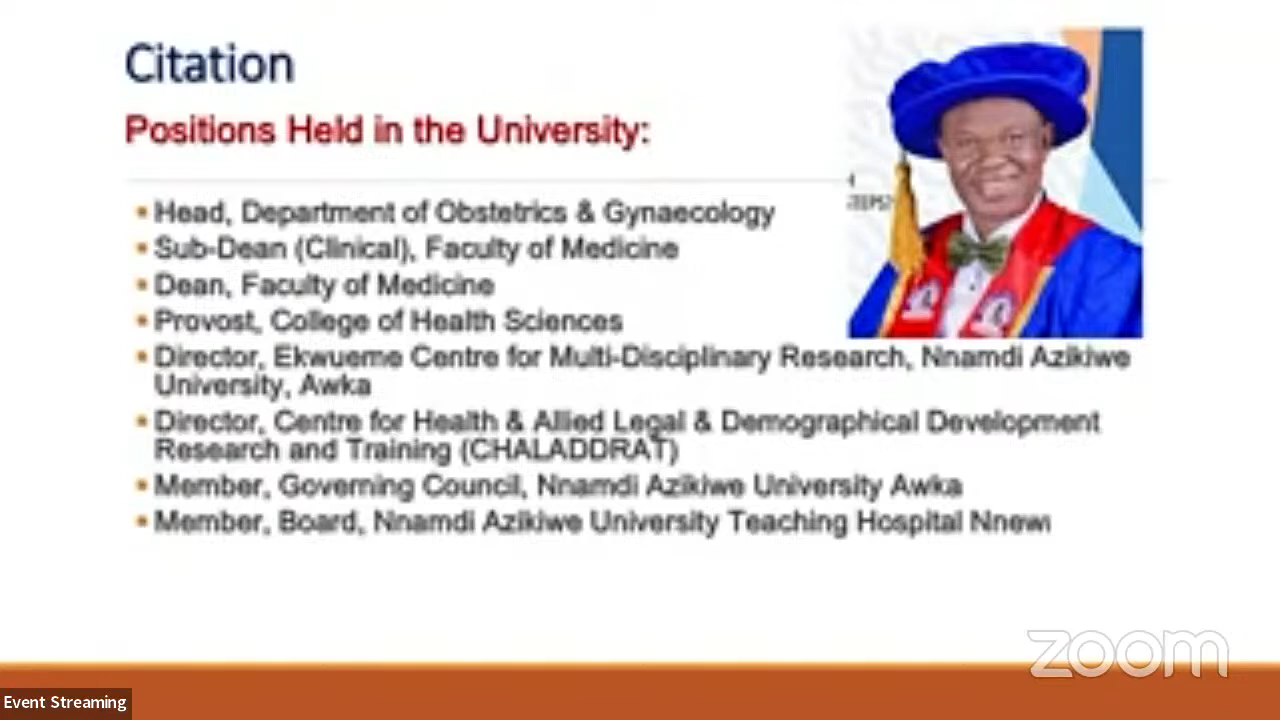 Citation
Positions Held in the University:
Head, Department of Obstetrics & Gynaecology
Sub-Dean (Clinical), Faculty of Medicine
Dean, Faculty of Medicine
Provost, College of Health Sciences
Director, Ekwueme Centre for Multi-Disciplinary Research, Nnamdi Azikiwe
University, Awka
Director, Centre for Health & Allied Legal & Demographical Development
Research and Training (CHALADDRAT)
Member, Governing Council, Nnamdi Azikiwe University Awka
Member, Board, Nnamdi Azikiwe University Teaching Hospital Nnewi
zoom
Event Streaming